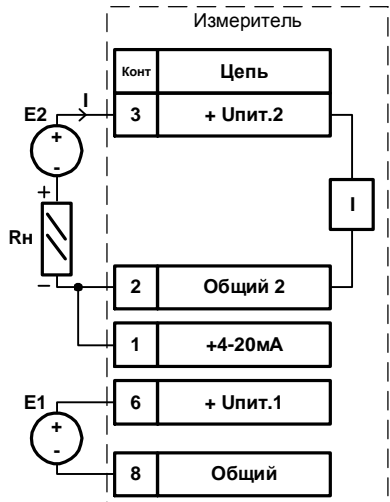 Измеритель
Конт Цепь
E2 I 3 + Uпит.2
+
-
+
I
Rн
–
2 Общий 2
1 +4-20мА
E1 6 + Uпит.1
+
-
8 Общий